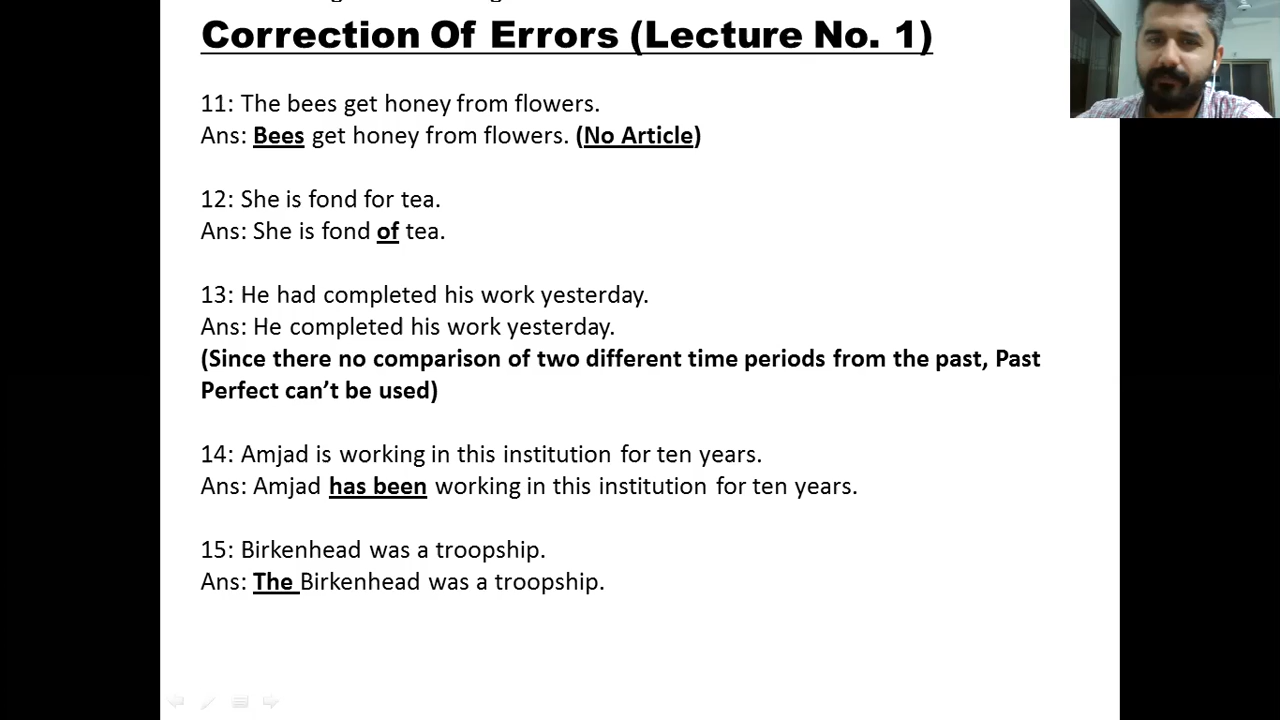 Correction Of Errors (Lecture No. 1)
11: The bees get honey from flowers.
Ans: Bees get honey from flowers. (No Article)
12: She is fond for tea.
Ans: She is fond of tea.
13: He had completed his work yesterday.
Ans: He completed his work yesterday.
(Since there no comparison of two different time periods from the past, Past
Perfect can’t be used)
14: Amjad is working in this institution for ten years.
Ans: Amjad has been working in this institution for ten years.
15: Birkenhead was a troopship.
Ans: The Birkenhead was a troopship.